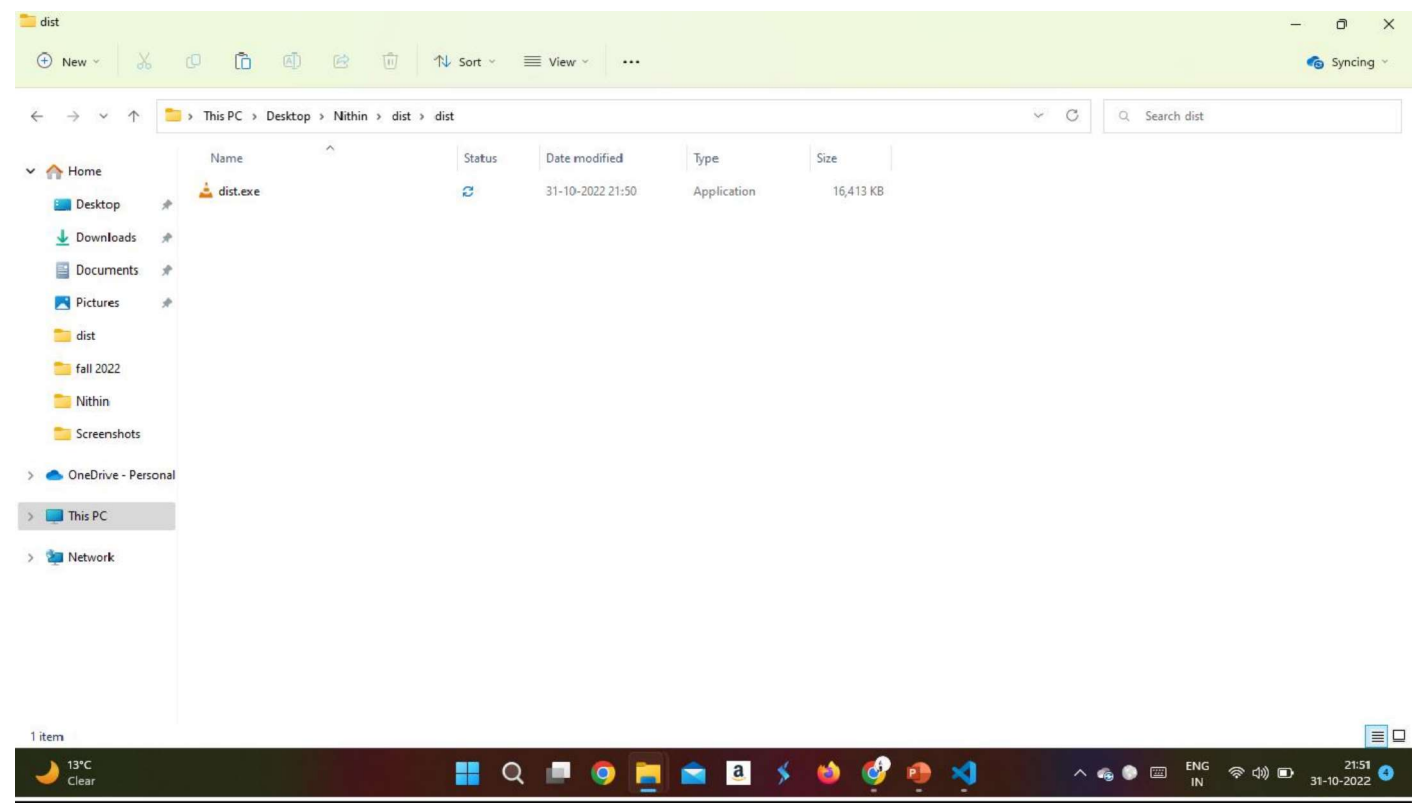 dist
New
Sort
View
Syncing
This PC > Desktop > Nithin > dist > dist
Search dist
Name Status Date modified Type Size
dist.exe 31-10-2022 21:50 Application 16,413 KB
Home
Desktop
Downloads
Documents
Pictures
dist
fall 2022
Nithin
Screenshots
OneDrive - Personal
This PC
Network
1 item
13°C
Clear
a
P
ENG
IN
21:51
31-10-2022
4